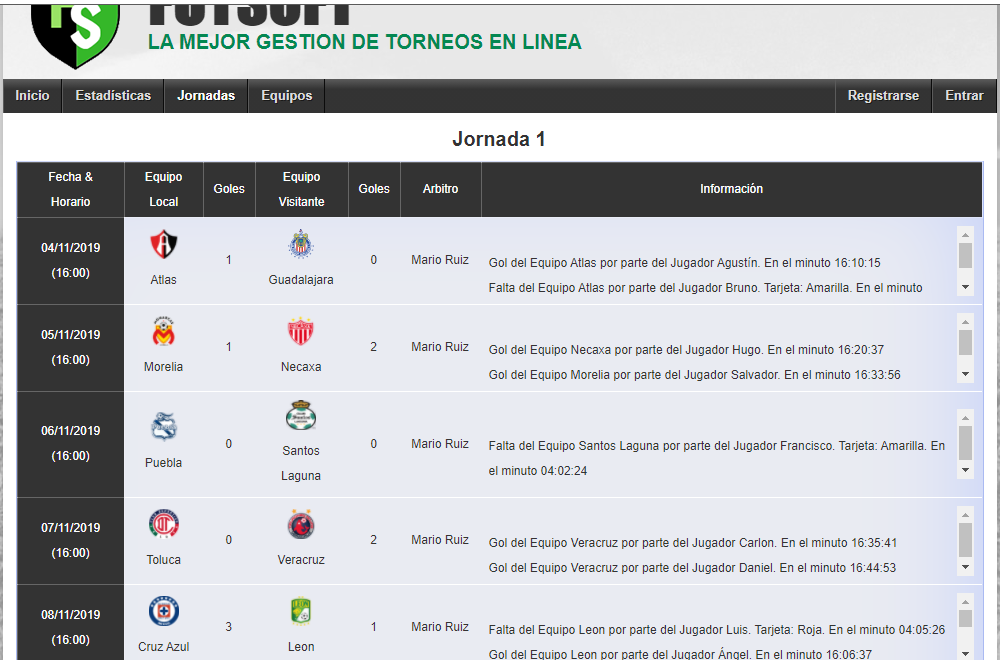 FUTSOFT
LA MEJOR GESTION DE TORNEOS EN LINEA
Inicio Estadísticas Jornadas Equipos Registrarse Entrar
Jornada 1
Fecha & Horario Equipo Local Goles Equipo Visitante Goles Arbitro Información
04/11/2019 (16:00) Atlas 1 Guadalajara 0 Mario Ruiz
Gol del Equipo Atlas por parte del Jugador Agustín. En el minuto 16:10:15
Falta del Equipo Atlas por parte del Jugador Bruno. Tarjeta: Amarilla. En el minuto
05/11/2019 (16:00) Morelia 1 Necaxa 2 Mario Ruiz
Gol del Equipo Necaxa por parte del Jugador Hugo. En el minuto 16:20:37
Gol del Equipo Morelia por parte del Jugador Salvador. En el minuto 16:33:56
06/11/2019 (16:00) Puebla 0 Santos Laguna 0 Mario Ruiz
Falta del Equipo Santos Laguna por parte del Jugador Francisco. Tarjeta: Amarilla. En
el minuto 04:02:24
07/11/2019 (16:00) Toluca 0 Veracruz 2 Mario Ruiz
Gol del Equipo Veracruz por parte del Jugador Carlon. En el minuto 16:35:41
Gol del Equipo Veracruz por parte del Jugador Daniel. En el minuto 16:44:53
08/11/2019 (16:00) Cruz Azul 3 Leon 1 Mario Ruiz
Falta del Equipo Leon por parte del Jugador Luis. Tarjeta: Roja. En el minuto 04:05:26
Gol del Equipo Leon por parte del Jugador Ángel. En el minuto 16:06:37